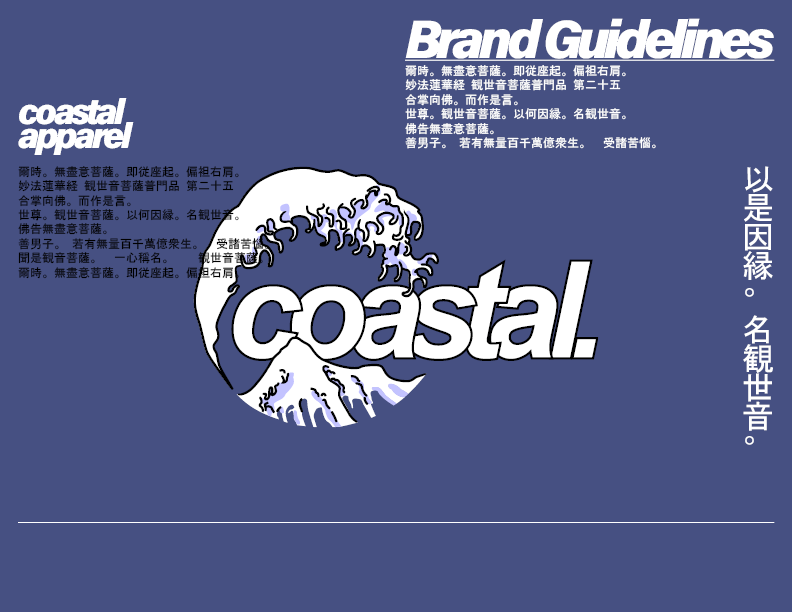 Brand Guidelines
爾時。無盡意菩薩。即從座起。偏袒右肩。
妙法蓮華経 観世音菩薩普門品 第二十五
合掌向佛。而作是言。
世尊。観世音菩薩。以何因縁。名観世音。
佛告無盡意菩薩。
善男子。 若有無量百千萬億衆生。 受諸苦惱。
coastal
apparel
爾時。無盡意菩薩。即從座起。偏袒右肩。
妙法蓮華経 観世音菩薩普門品 第二十五
合掌向佛。而作是言。
世尊。観世音菩薩。以何因縁。名観世音。
佛告無盡意菩薩。
善男子。 若有無量百千萬億衆生。 受諸苦惱。
聞是観音菩薩。 一心稱名。 観世音菩薩。
爾時。無盡意菩薩。即從座起。偏袒右肩。
coastal.
以是因縁。名観世音。